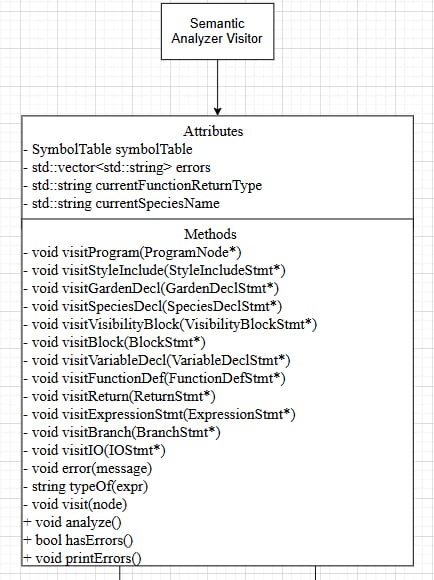 Semantic
Analyzer Visitor
Attributes
- SymbolTable symbolTable
- std::vector<std::string> errors
- std::string currentFunctionReturnType
- std::string currentSpeciesName
Methods
- void visitProgram(ProgramNode*)
- void visitStyleInclude(StyleIncludeStmt*)
- void visitGardenDecl(GardenDeclStmt*)
- void visitSpeciesDecl(SpeciesDeclStmt*)
- void visitVisibilityBlock(VisibilityBlockStmt*)
- void visitBlock(BlockStmt*)
- void visitVariableDecl(VariableDeclStmt*)
- void visitFunctionDef(FunctionDefStmt*)
- void visitReturn(ReturnStmt*)
- void visitExpressionStmt(ExpressionStmt*)
- void visitBranch(BranchStmt*)
- void visitIO(IOStmt*)
- void error(message)
- string typeOf(expr)
- void visit(node)
+ void analyze()
+ bool hasErrors()
+ void printErrors()